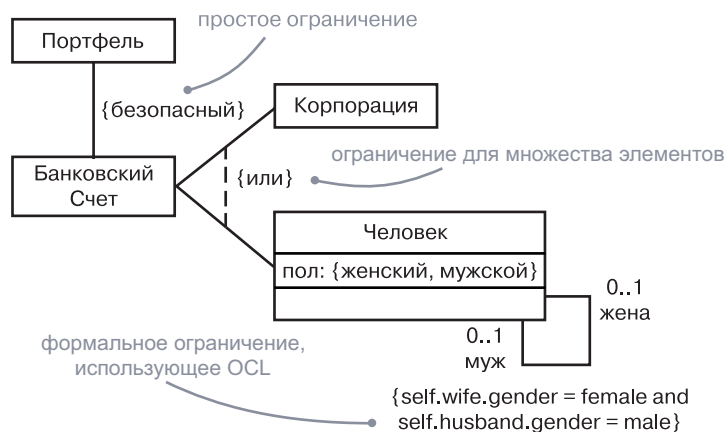 простое ограничение
Портфель
{безопасный}
Корпорация
ограничение для множества элементов
Банковский
Счет
{или}
Человек
пол: {женский, мужской}
0..1
жена
0..1
муж
формальное ограничение,
использующее OCL
{self.wife.gender = female and
self.husband.gender = male}